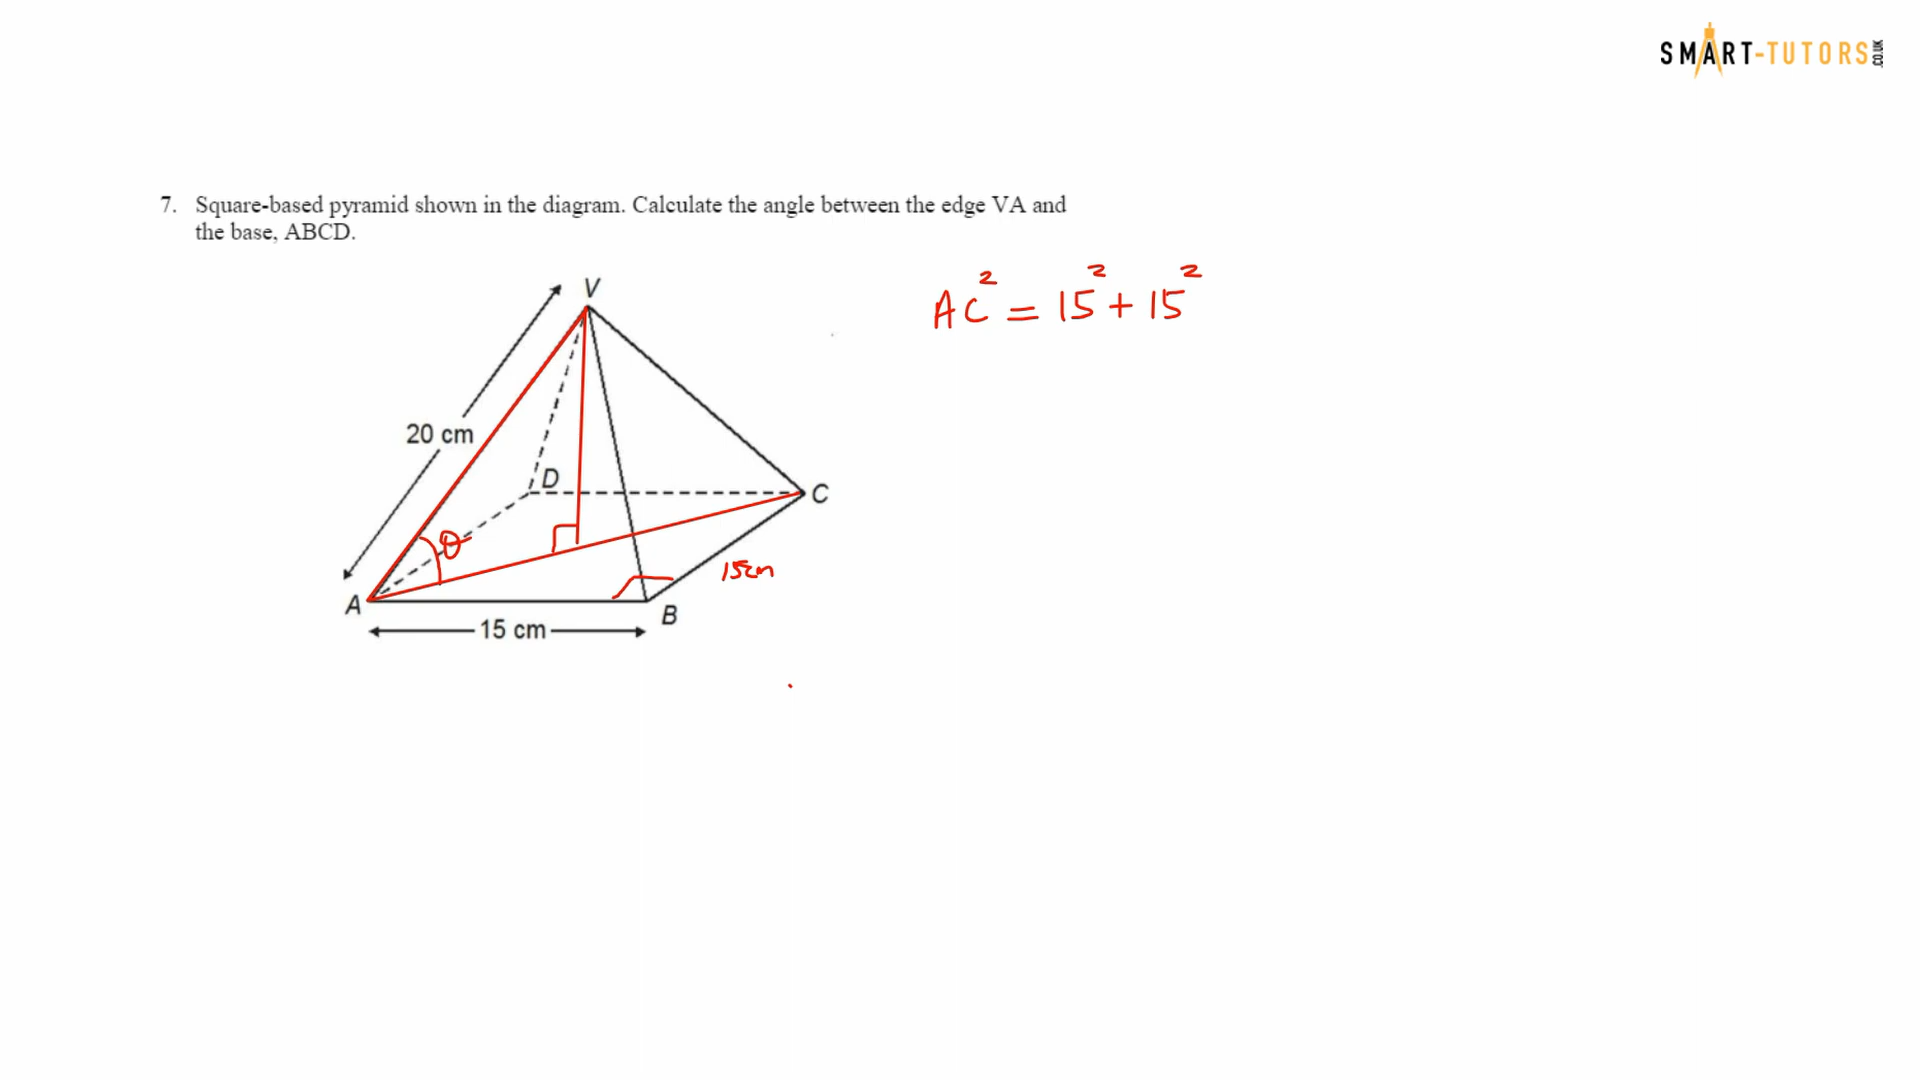 SMART-TUTORS.CO.UK
7. Square-based pyramid shown in the diagram. Calculate the angle between the edge VA and
the base, ABCD.
AC² = 15² + 15²
V
20 cm
D
C
θ
15cm
A
B
15 cm